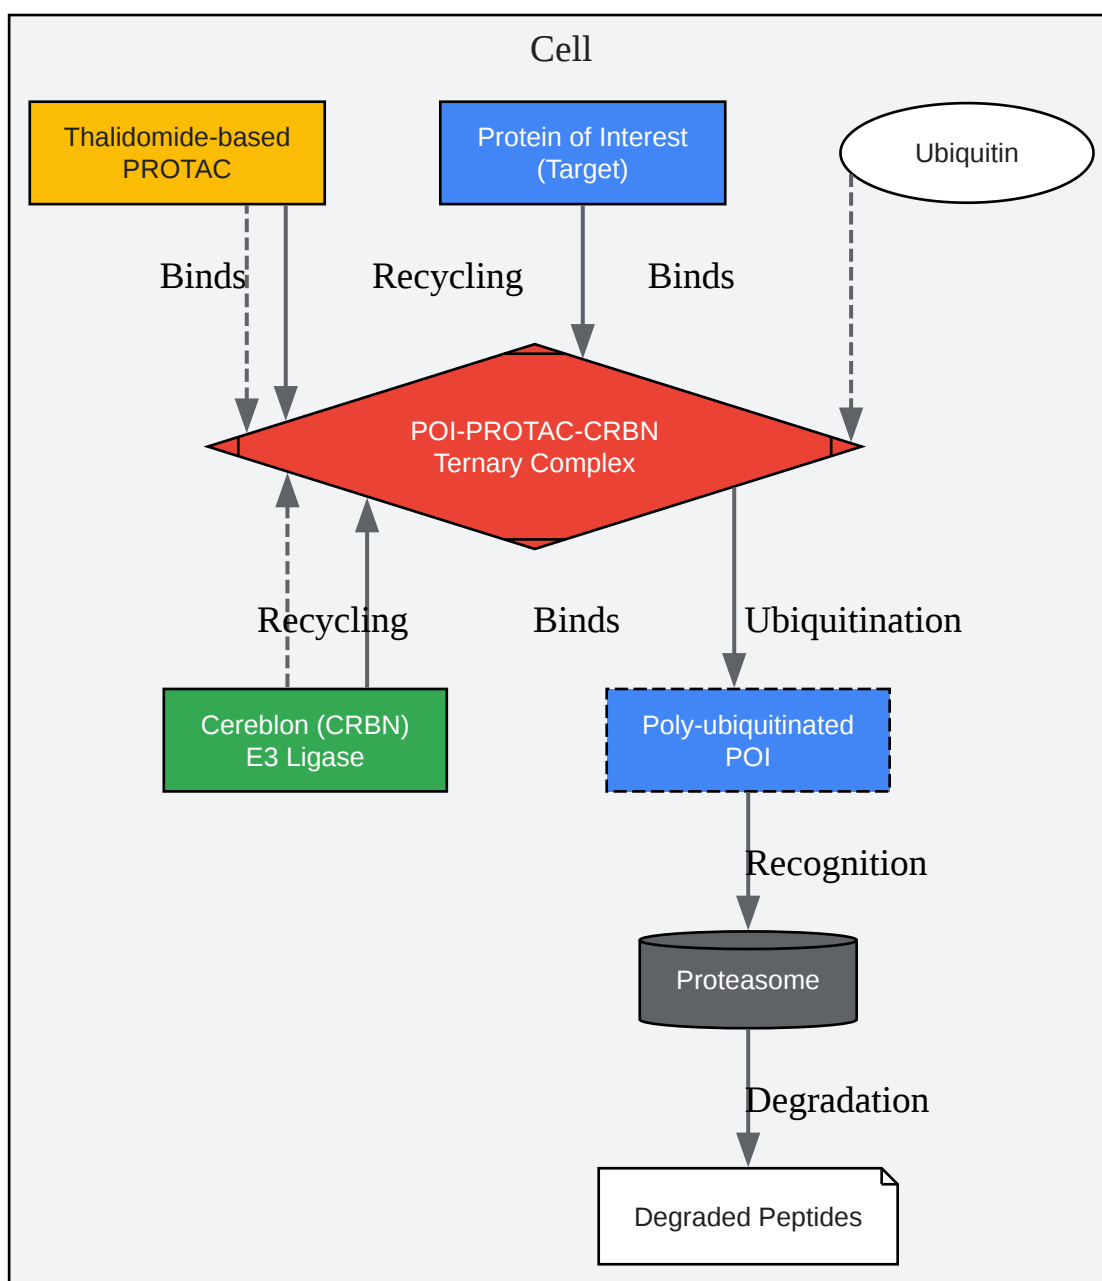 Cell
Thalidomide-based
PROTAC
Protein of Interest
(Target)
Ubiquitin
Binds
Recycling
Binds
POI-PROTAC-CRBN
Ternary Complex
Recycling
Binds
Ubiquitination
Cereblon (CRBN)
E3 Ligase
Poly-ubiquitinated
POI
Recognition
Proteasome
Degradation
Degraded Peptides